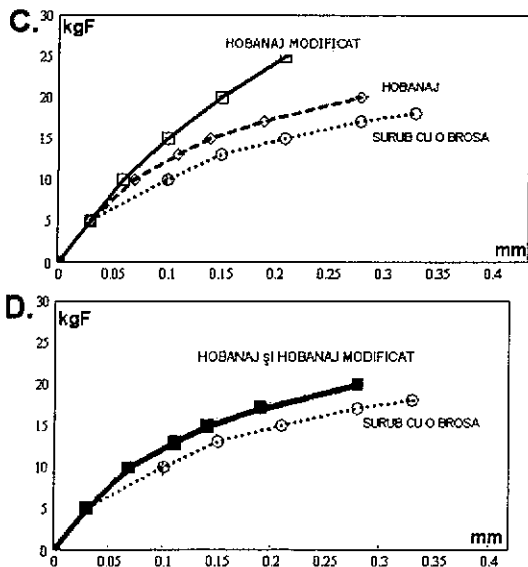 C.
kgF
HOBANAJ MODIFICAT
HOBANAJ
SURUB CU O BROSA
mm
30
25
20
15
10
5
0
0 0.05 0.1 0.15 0.2 0.25 0.3 0.35 0.4
D.
kgF
HOBANAJ şi HOBANAJ MODIFICAT
SURUB CU O BROSA
mm
30
25
20
15
10
5
0
0 0.05 0.1 0.15 0.2 0.25 0.3 0.35 0.4